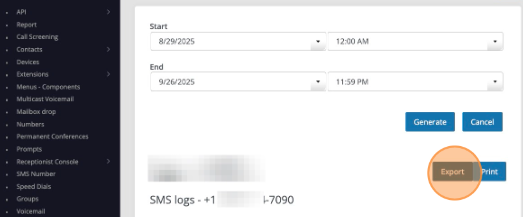 API
Report
Call Screening
Contacts
Devices
Extensions
Menus - Components
Multicast Voicemail
Mailbox drop
Numbers
Permanent Conferences
Prompts
Receptionist Console
SMS Number
Speed Dials
Groups
Voicemail
Start
8/29/2025 12:00 AM
End
9/26/2025 11:59 PM
Generate Cancel
Export Print
SMS logs - +1 -7090